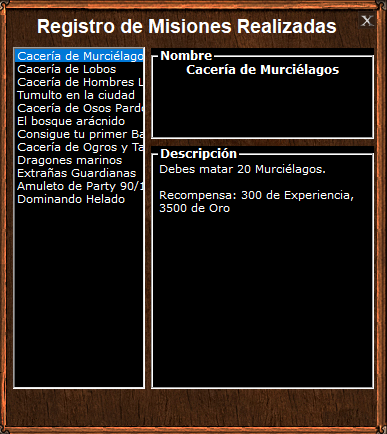 Registro de Misiones Realizadas
X
Cacería de Murciélago
Cacería de Lobos
Cacería de Hombres L
Tumulto en la ciudad
Cacería de Osos Pard
El bosque arácnido
Consigue tu primer Ba
Cacería de Ogros y Ta
Dragones marinos
Extrañas Guardianas
Amuleto de Party 90/1
Dominando Helado
Nombre
Cacería de Murciélagos
Descripción
Debes matar 20 Murciélagos.
Recompensa: 300 de Experiencia,
3500 de Oro